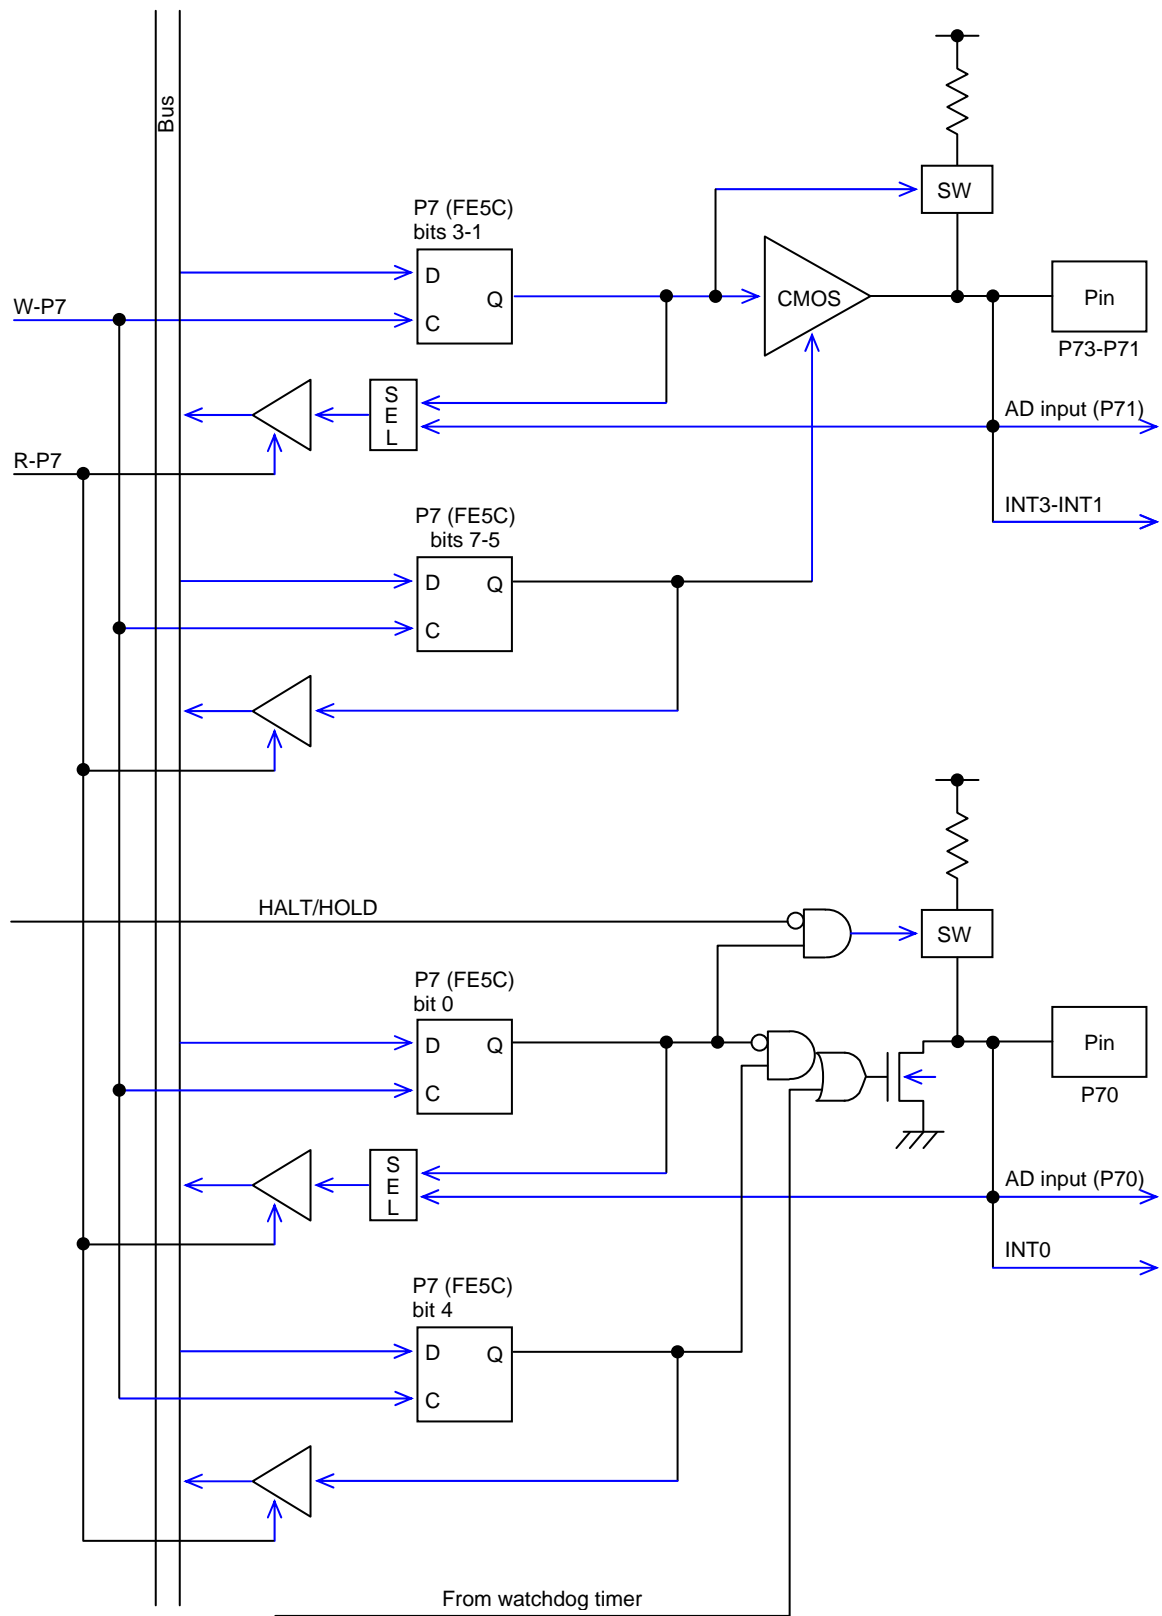 Bus
SW
P7 (FE5C)
bits 3-1
D
Q
C
CMOS
Pin
P73-P71
W-P7
SEL
AD input (P71)
R-P7
INT3-INT1
P7 (FE5C)
bits 7-5
D
Q
C
HALT/HOLD
SW
P7 (FE5C)
bit 0
D
Q
C
Pin
P70
SEL
AD input (P70)
INT0
P7 (FE5C)
bit 4
D
Q
C
From watchdog timer